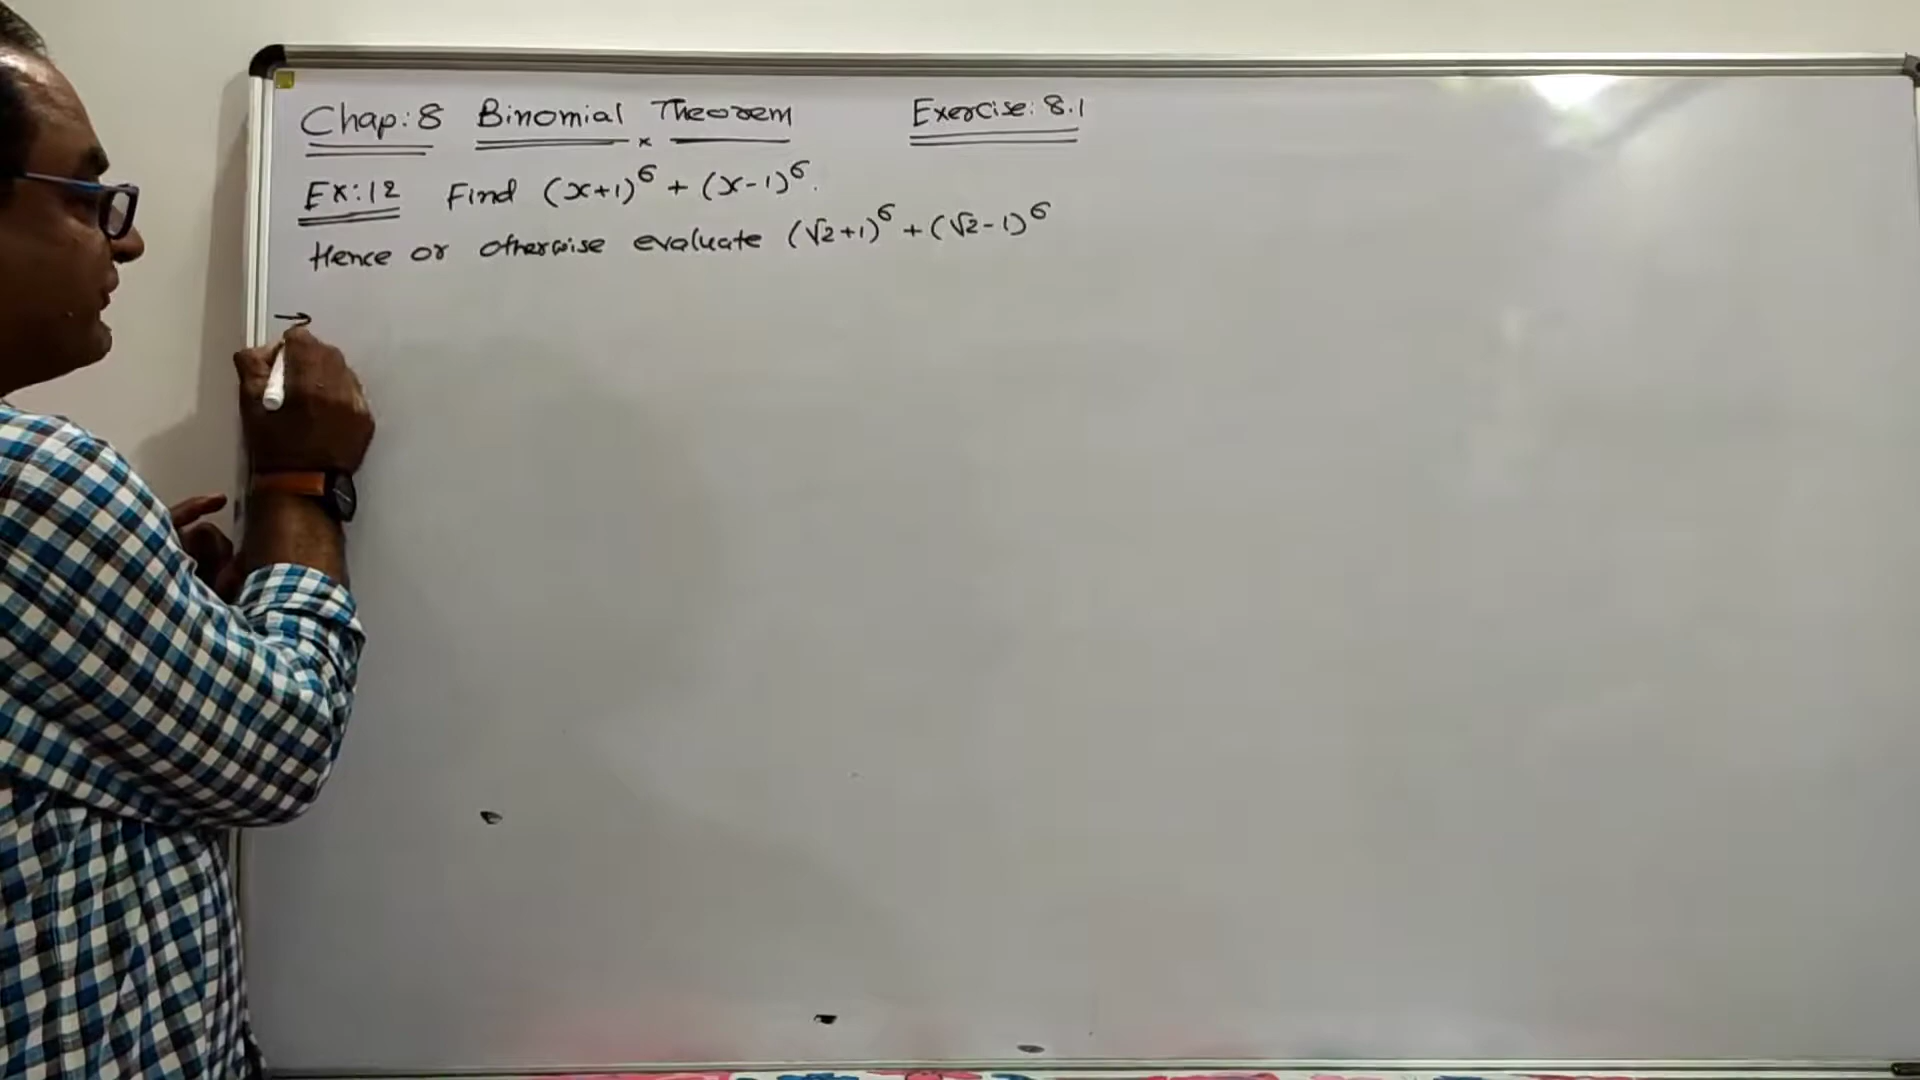 Chap: 8 Binomial Theorem Exercise: 8.1
Ex: 12 Find (x+1)⁶ + (x-1)⁶.
Hence or otherwise evaluate (√2+1)⁶ + (√2-1)⁶
→